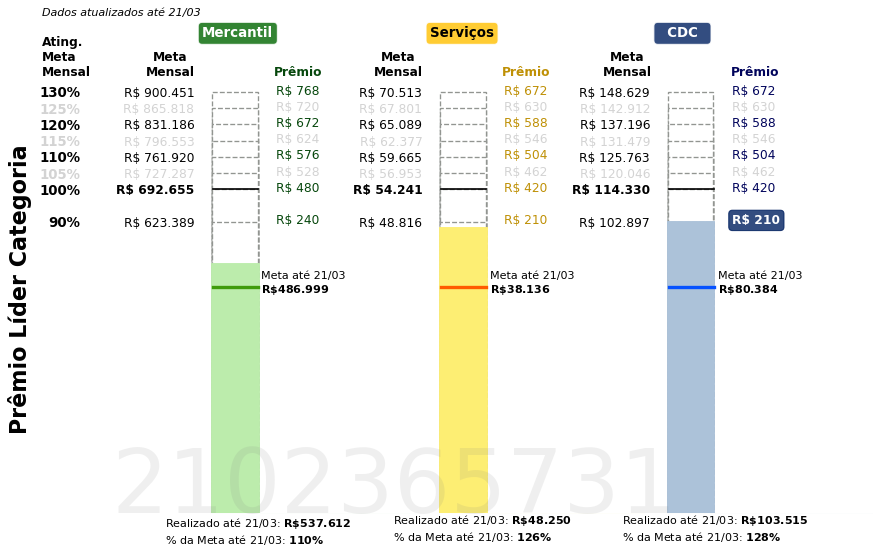 Dados atualizados até 21/03
Mercantil Serviços CDC
Ating.
Meta Meta Meta Meta
Mensal Mensal Prêmio Mensal Prêmio Mensal Prêmio
130% R$ 900.451 R$ 768 R$ 70.513 R$ 672 R$ 148.629 R$ 672
125% R$ 865.818 R$ 720 R$ 67.801 R$ 630 R$ 142.912 R$ 630
120% R$ 831.186 R$ 672 R$ 65.089 R$ 588 R$ 137.196 R$ 588
115% R$ 796.553 R$ 624 R$ 62.377 R$ 546 R$ 131.479 R$ 546
110% R$ 761.920 R$ 576 R$ 59.665 R$ 504 R$ 125.763 R$ 504
105% R$ 727.287 R$ 528 R$ 56.953 R$ 462 R$ 120.046 R$ 462
100% R$ 692.655 R$ 480 R$ 54.241 R$ 420 R$ 114.330 R$ 420
90% R$ 623.389 R$ 240 R$ 48.816 R$ 210 R$ 102.897 R$ 210
Meta até 21/03 Meta até 21/03 Meta até 21/03
R$486.999 R$38.136 R$80.384
Prêmio Líder Categoria
2102365731
Realizado até 21/03: R$537.612 Realizado até 21/03: R$48.250 Realizado até 21/03: R$103.515
% da Meta até 21/03: 110% % da Meta até 21/03: 126% % da Meta até 21/03: 128%